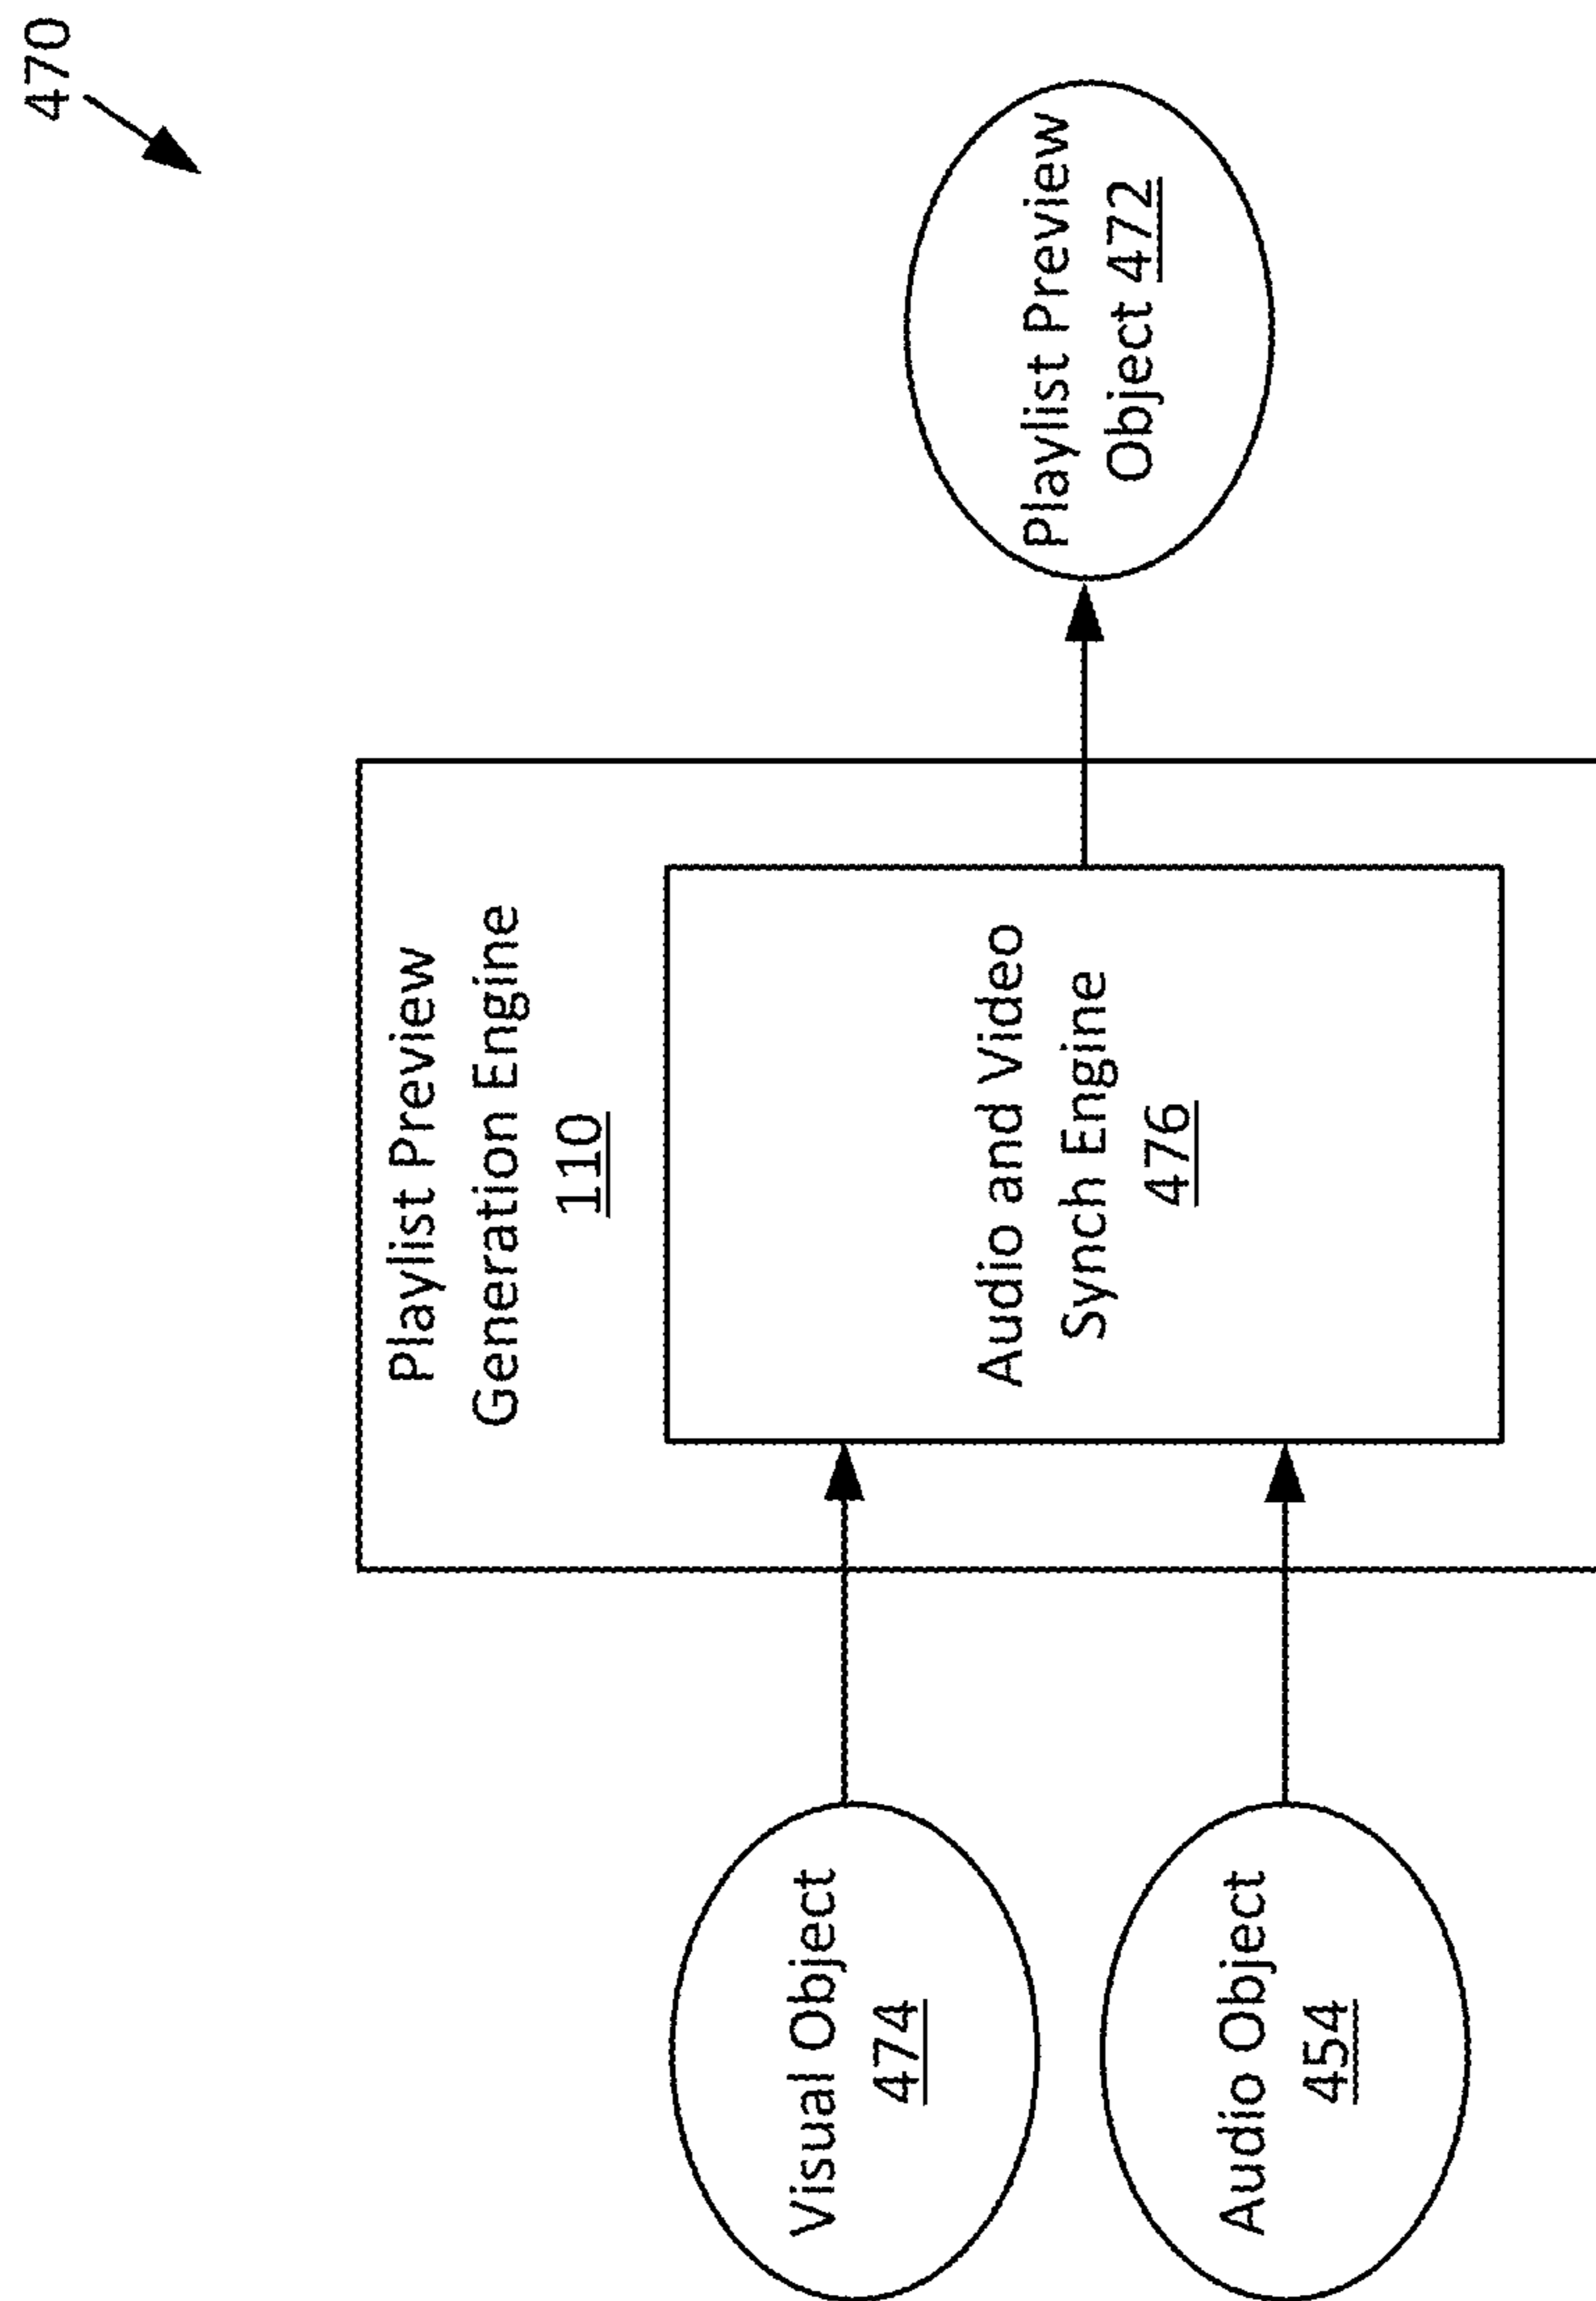 470
Playlist Preview
Generation Engine
110
Visual Object
474
Audio and Video
Synch Engine
476
Playlist Preview
Object 472
Audio Object
454